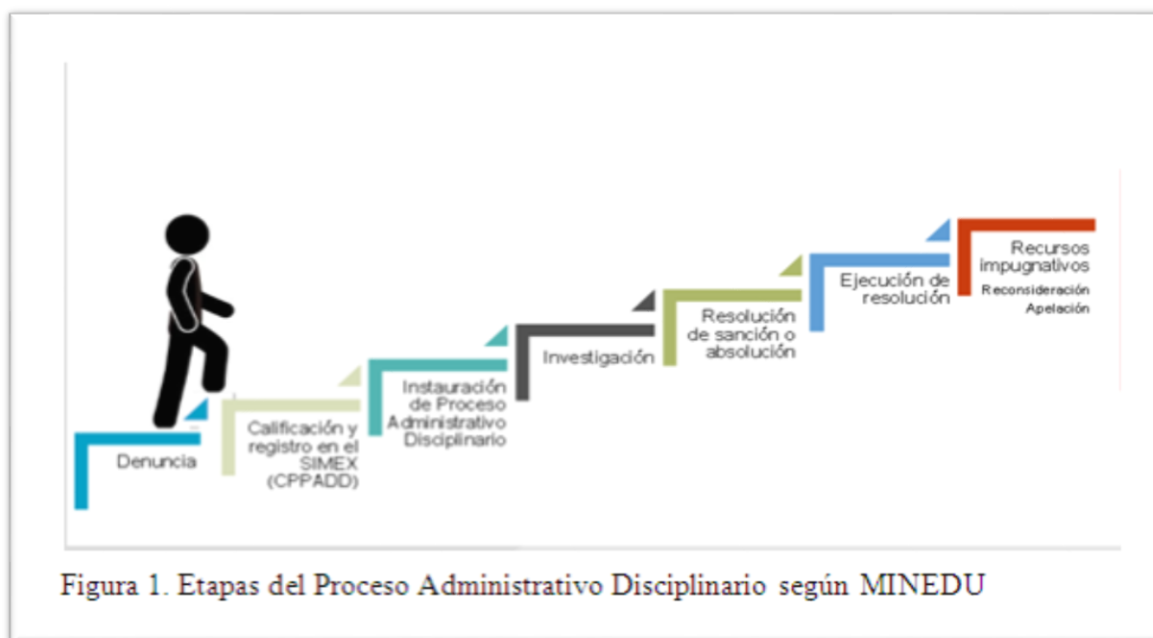 Denuncia
Calificación y
registro en el
SIMEX
(CPPADD)
Instauración
de Proceso
Administrativo
Disciplinario
Investigación
Resolución
de sanción o
absolución
Ejecución de
resolución
Recursos
impugnativos
Reconsideración
Apelación
Figura 1. Etapas del Proceso Administrativo Disciplinario según MINEDU